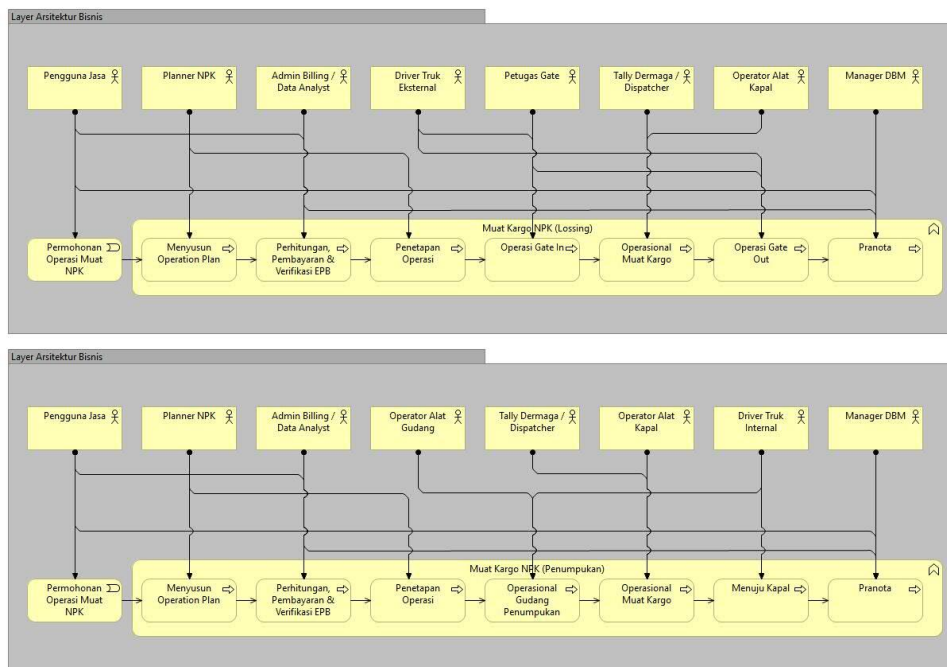 Layer Arsitektur Bisnis
Pengguna Jasa
Planner NPK
Admin Billing /
Data Analyst
Driver Truk
Eksternal
Petugas Gate
Tally Dermaga /
Dispatcher
Operator Alat
Kapal
Manager DBM
Muat Kargo NPK (Lossing)
Permohonan
Operasi Muat
NPK
Menyusun
Operation Plan
Perhitungan,
Pembayaran &
Verifikasi EPB
Penetapan
Operasi
Operasi Gate In
Operasional
Muat Kargo
Operasi Gate
Out
Pranota
Layer Arsitektur Bisnis
Pengguna Jasa
Planner NPK
Admin Billing /
Data Analyst
Operator Alat
Gudang
Tally Dermaga /
Dispatcher
Operator Alat
Kapal
Driver Truk
Internal
Manager DBM
Muat Kargo NPK (Penumpukan)
Permohonan
Operasi Muat
NPK
Menyusun
Operation Plan
Perhitungan,
Pembayaran &
Verifikasi EPB
Penetapan
Operasi
Operasional
Gudang
Penumpukan
Operasional
Muat Kargo
Menuju Kapal
Pranota